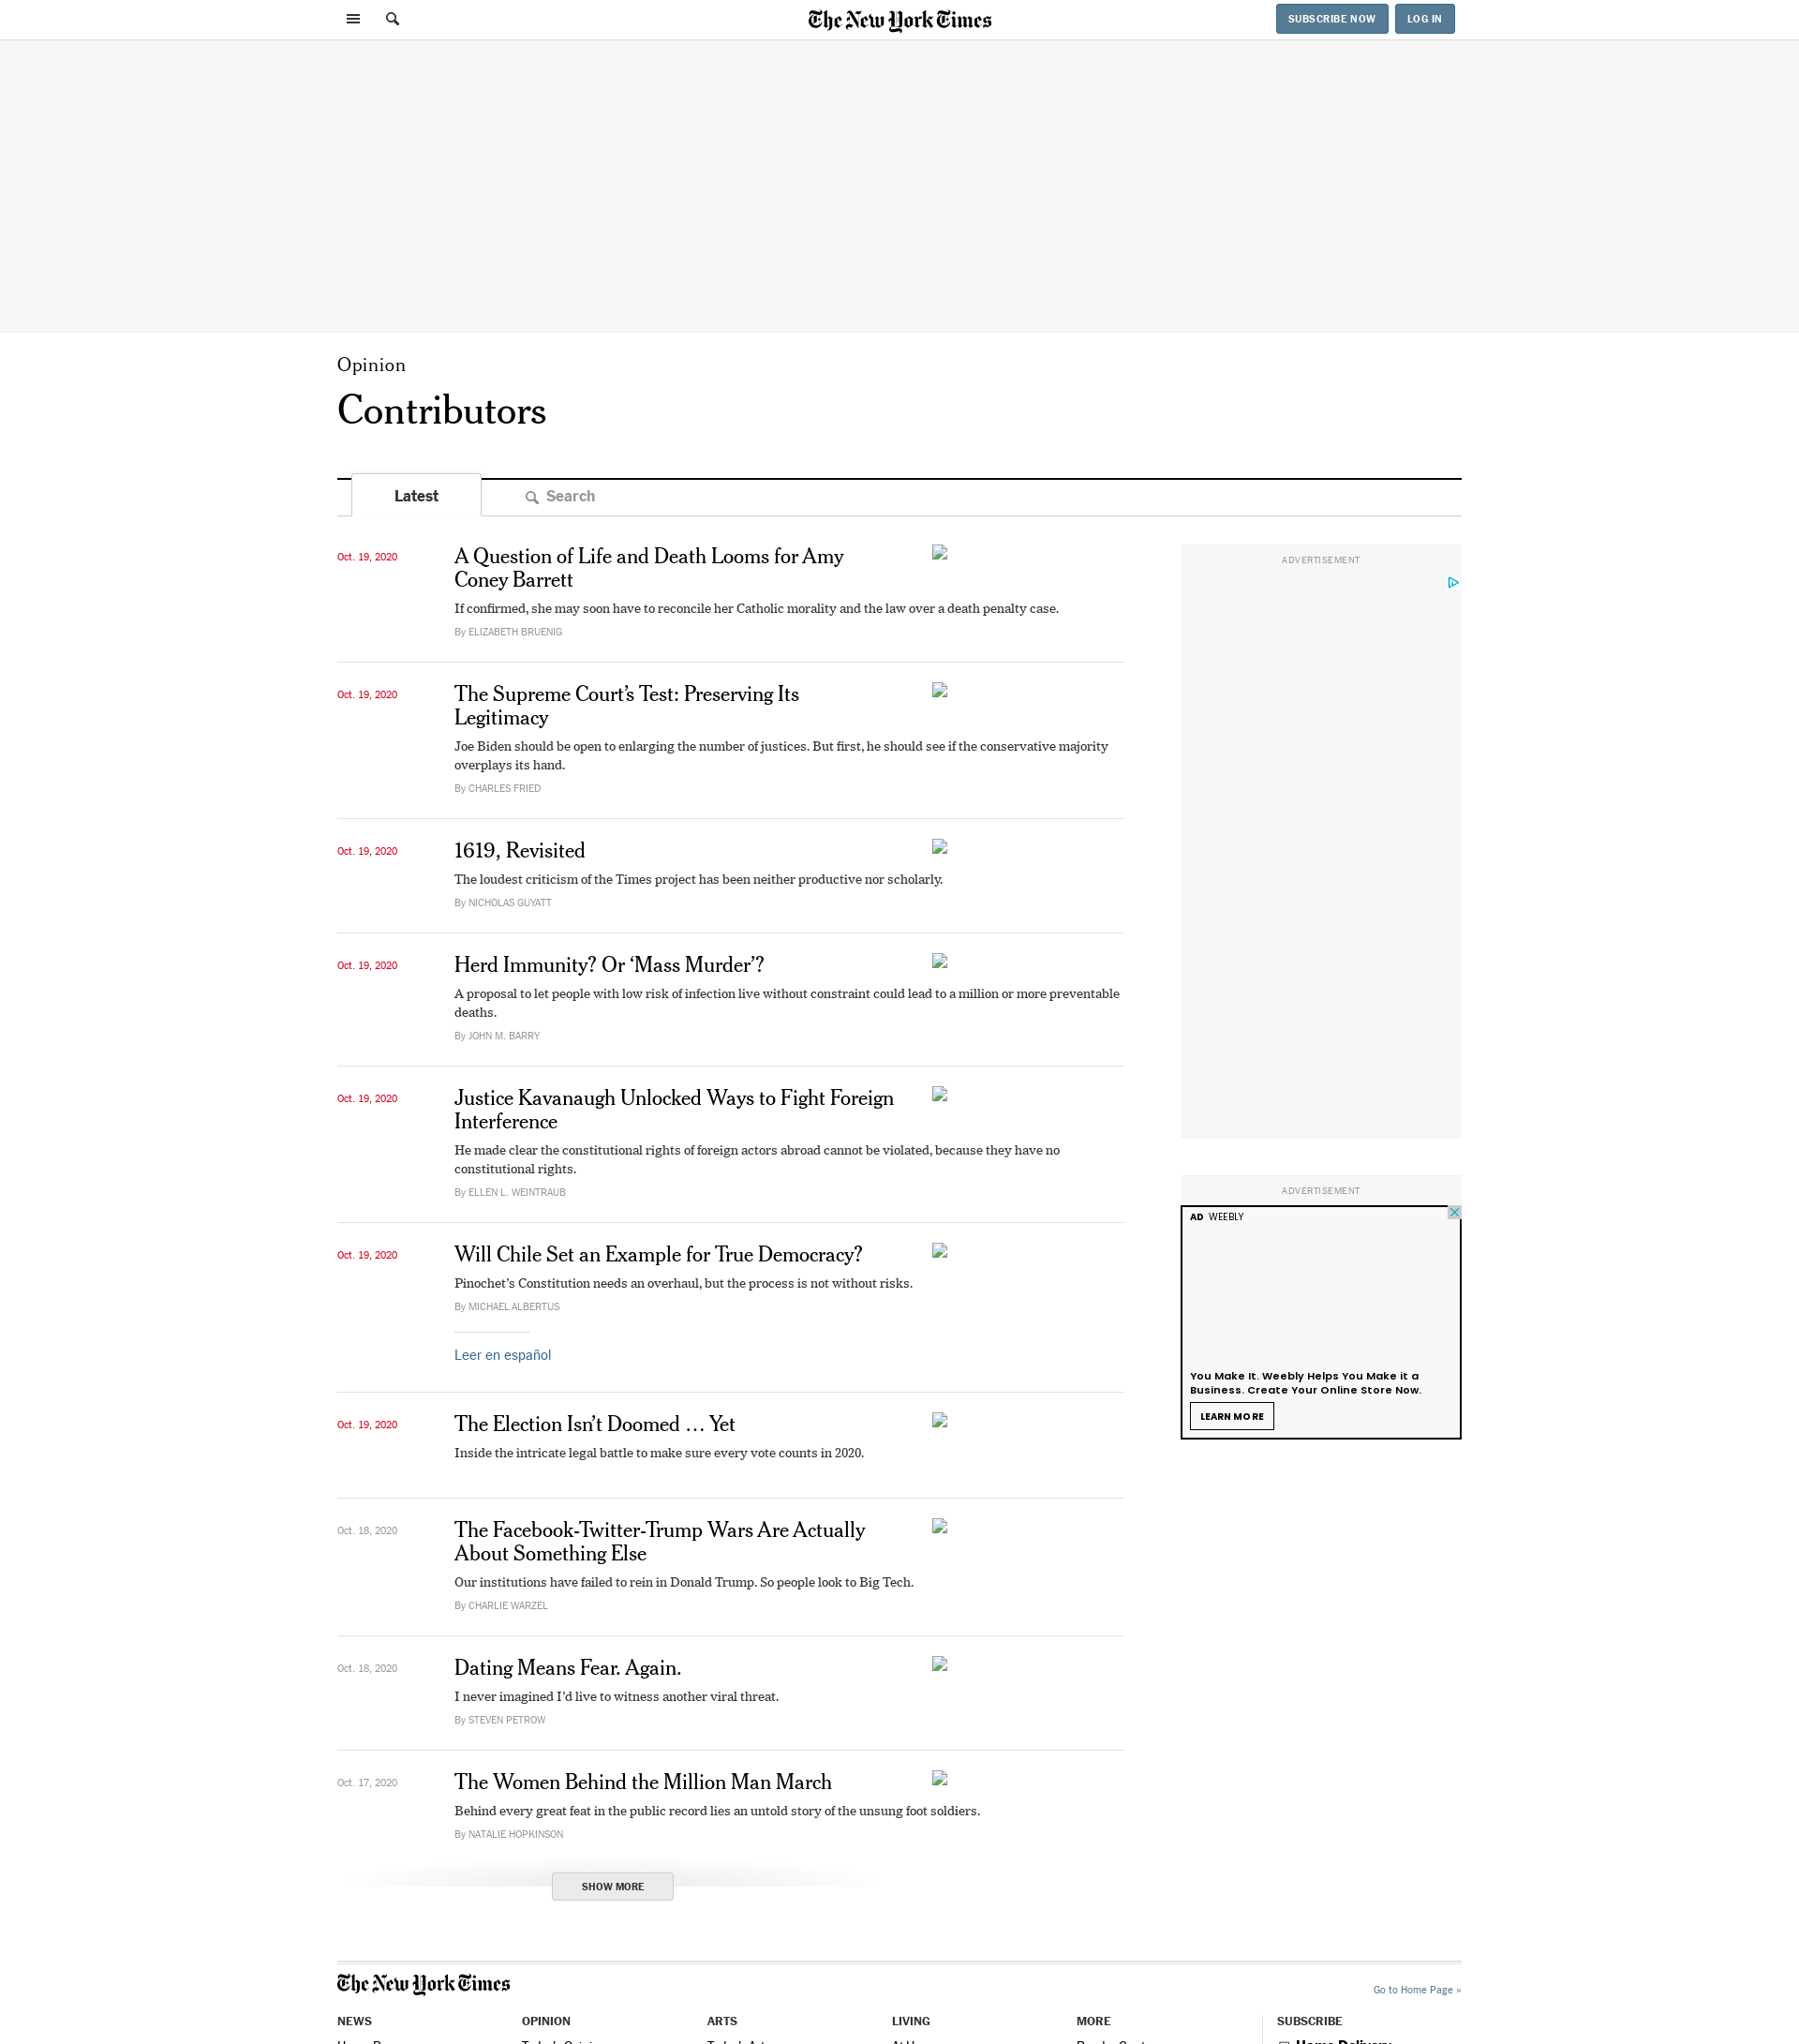 The New York Times
SUBSCRIBE NOW
LOG IN
Opinion
Contributors
Latest
Search
Oct. 19, 2020
A Question of Life and Death Looms for Amy
Coney Barrett
If confirmed, she may soon have to reconcile her Catholic morality and the law over a death penalty case.
By ELIZABETH BRUENIG
Oct. 19, 2020
The Supreme Court’s Test: Preserving Its
Legitimacy
Joe Biden should be open to enlarging the number of justices. But first, he should see if the conservative majority
overplays its hand.
By CHARLES FRIED
Oct. 19, 2020
1619, Revisited
The loudest criticism of the Times project has been neither productive nor scholarly.
By NICHOLAS GUYATT
Oct. 19, 2020
Herd Immunity? Or ‘Mass Murder’?
A proposal to let people with low risk of infection live without constraint could lead to a million or more preventable
deaths.
By JOHN M. BARRY
Oct. 19, 2020
Justice Kavanaugh Unlocked Ways to Fight Foreign
Interference
He made clear the constitutional rights of foreign actors abroad cannot be violated, because they have no
constitutional rights.
By ELLEN L. WEINTRAUB
Oct. 19, 2020
Will Chile Set an Example for True Democracy?
Pinochet’s Constitution needs an overhaul, but the process is not without risks.
By MICHAEL ALBERTUS
Leer en español
Oct. 19, 2020
The Election Isn’t Doomed … Yet
Inside the intricate legal battle to make sure every vote counts in 2020.
Oct. 18, 2020
The Facebook-Twitter-Trump Wars Are Actually
About Something Else
Our institutions have failed to rein in Donald Trump. So people look to Big Tech.
By CHARLIE WARZEL
Oct. 18, 2020
Dating Means Fear. Again.
I never imagined I’d live to witness another viral threat.
By STEVEN PETROW
Oct. 17, 2020
The Women Behind the Million Man March
Behind every great feat in the public record lies an untold story of the unsung foot soldiers.
By NATALIE HOPKINSON
SHOW MORE
ADVERTISEMENT
ADVERTISEMENT
AD WEEBLY
You Make It. Weebly Helps You Make it a
Business. Create Your Online Store Now.
LEARN MORE
The New York Times
Go to Home Page »
NEWS
OPINION
ARTS
LIVING
MORE
SUBSCRIBE